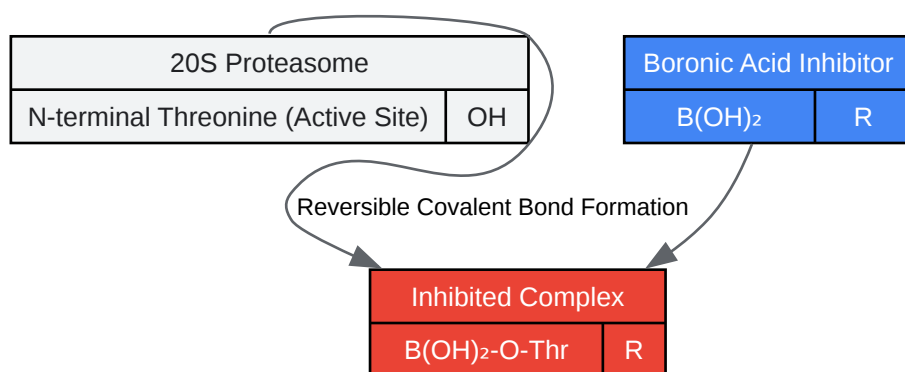 20S Proteasome
N-terminal Threonine (Active Site) OH
Boronic Acid Inhibitor
B(OH)₂ R
Reversible Covalent Bond Formation
Inhibited Complex
B(OH)₂-O-Thr R